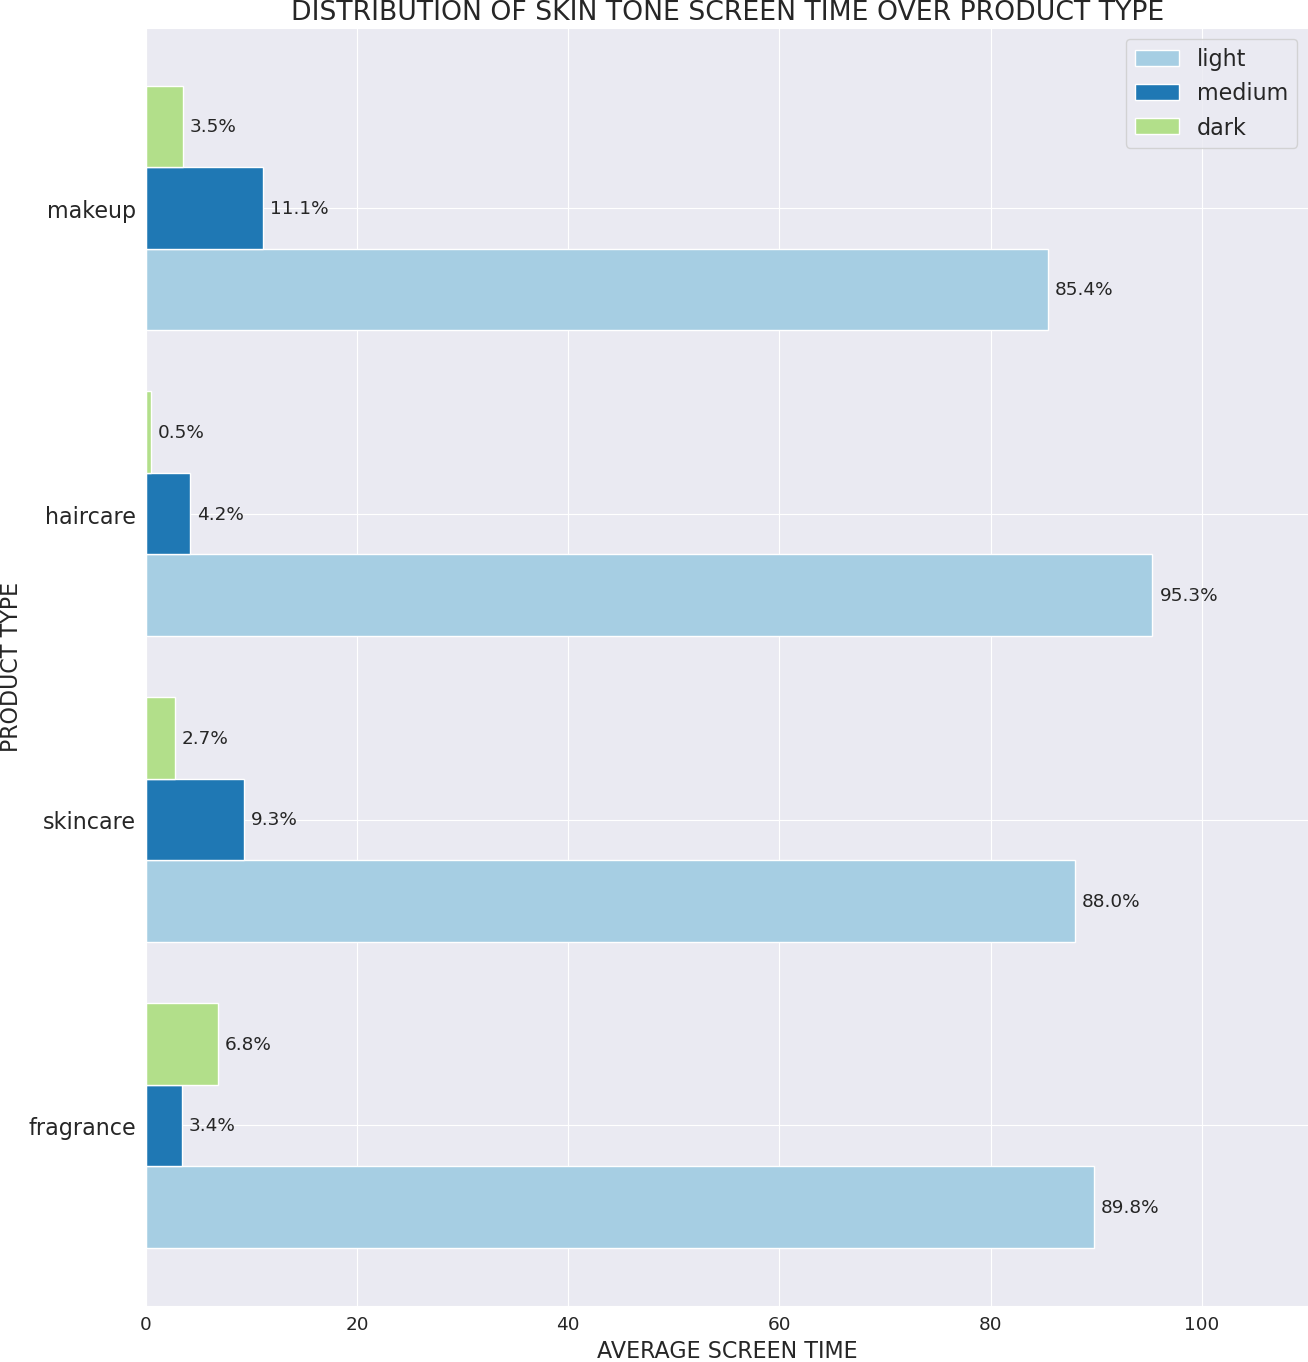 DISTRIBUTION OF SKIN TONE SCREEN TIME OVER PRODUCT TYPE
light
medium
dark
3.5%
makeup
11.1%
85.4%
0.5%
haircare
4.2%
95.3%
PRODUCT TYPE
2.7%
skincare
9.3%
88.0%
6.8%
fragrance
3.4%
89.8%
0 20 40 60 80 100
AVERAGE SCREEN TIME